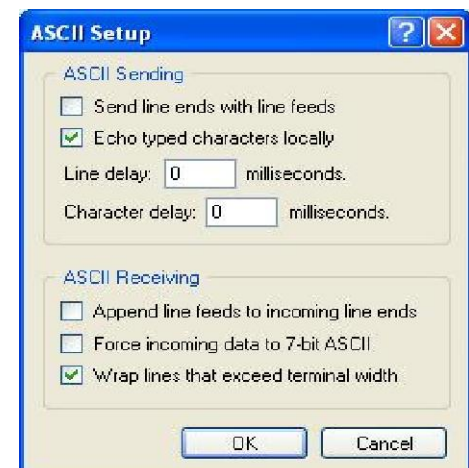 ASCII Setup
ASCII Sending
Send line ends with line feeds
Echo typed characters locally
Line delay: 0 milliseconds.
Character delay: 0 milliseconds.
ASCII Receiving
Append line feeds to incoming line ends
Force incoming data to 7-bit ASCII
Wrap lines that exceed terminal width
OK Cancel